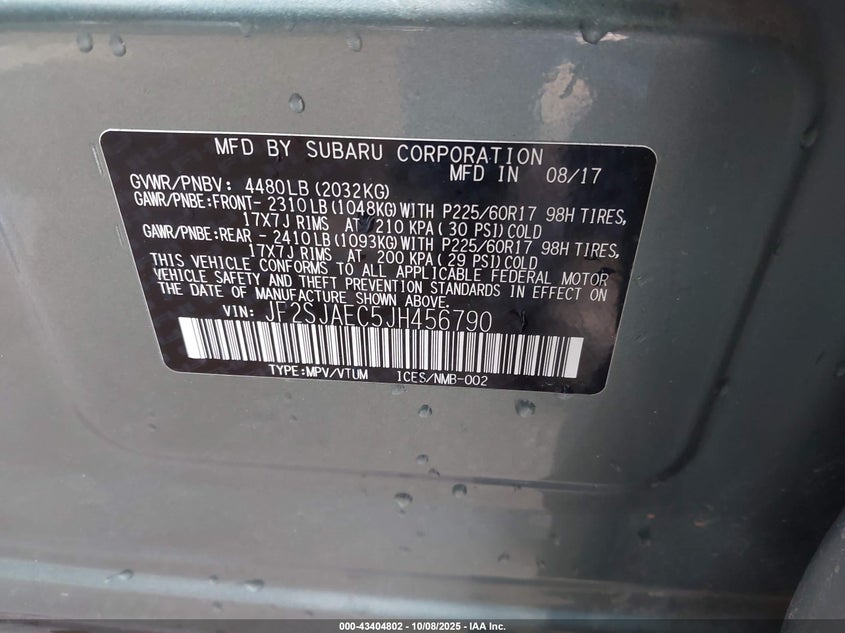 MFD BY SUBARU CORPORATION
MFD IN 08/17
GVWR/PNBV: 4480LB (2032KG)
GAWR/PNBE:FRONT- 2310LB (1048KG) WITH P225/60R17 98H TIRES,
17X7J RIMS AT 210 KPA ( 30 PSI) COLD
GAWR/PNBE:REAR - 2410LB (1093KG) WITH P225/60R17 98H TIRES,
17X7J RIMS AT 200 KPA ( 29 PSI) COLD
THIS VEHICLE CONFORMS TO ALL APPLICABLE FEDERAL MOTOR
VEHICLE SAFETY AND THEFT PREVENTION STANDARDS IN EFFECT ON
THE DATE OF MANUFACTURE SHOWN ABOVE.
VIN: JF2SJAEC5JH456790
TYPE:MPV/VTUM ICES/NMB-002
000-43404802 - 10/08/2025 - IAA Inc.